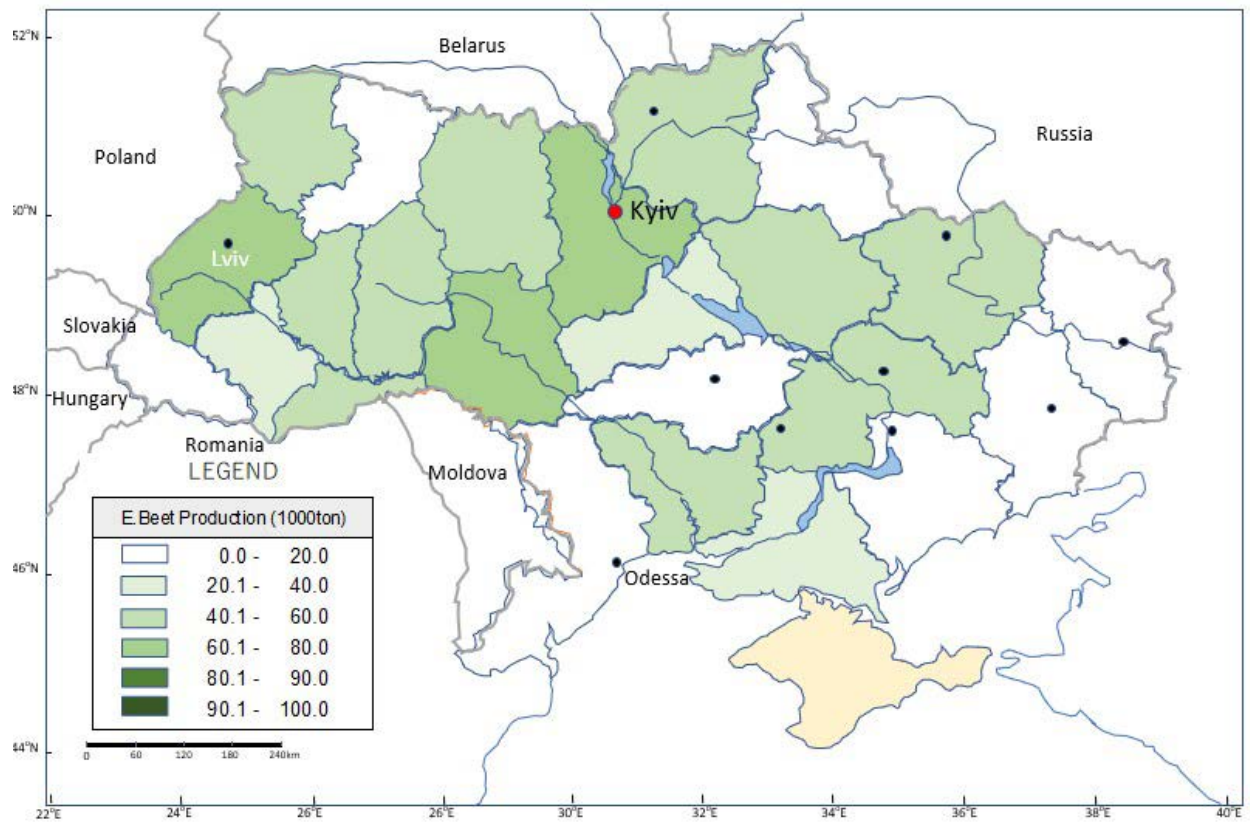 52°N
Belarus
Russia
Poland
50°N
Kyiv
Lviv
Slovakia
48°N
Hungary
Romania
LEGEND
Moldova
E.Beet Production (1000ton)
0.0 - 20.0
20.1 - 40.0
40.1 - 60.0
60.1 - 80.0
80.1 - 90.0
90.1 - 100.0
46°N
Odessa
44°N
0 60 120 180 240km
22°E 24°E 26°E 26°E 30°E 32°E 34°E 36°E 38°E 40°E